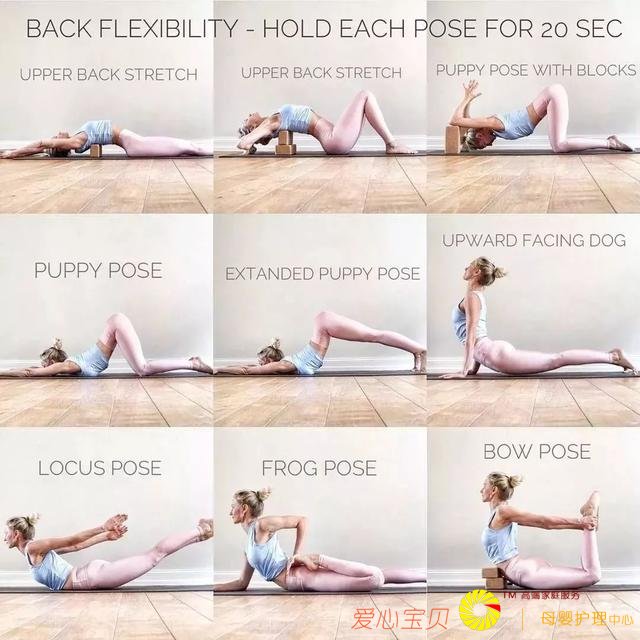 BACK FLEXIBILITY - HOLD EACH POSE FOR 20 SEC
UPPER BACK STRETCH
UPPER BACK STRETCH
PUPPY POSE WITH BLOCKS
PUPPY POSE
EXTANDED PUPPY POSE
UPWARD FACING DOG
LOCUS POSE
FROG POSE
BOW POSE
爱心宝贝
TM 高端家庭服务
母婴护理中心